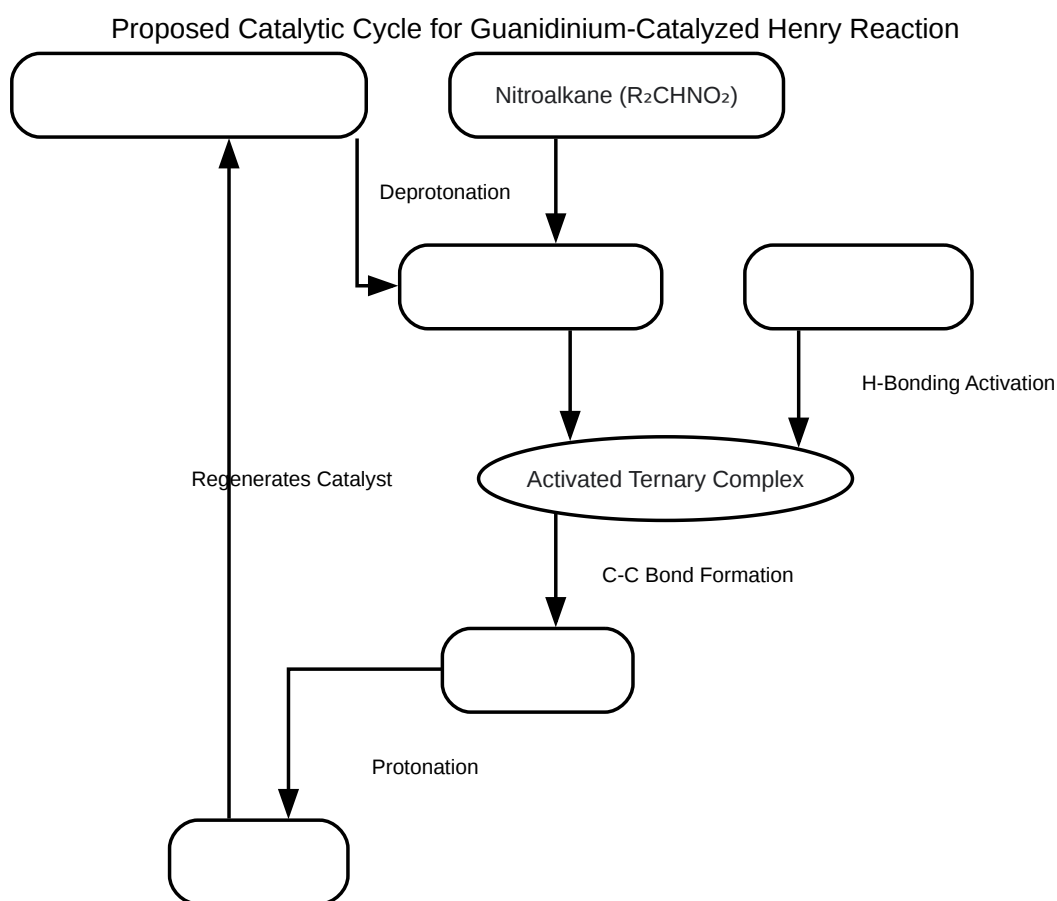 Proposed Catalytic Cycle for Guanidinium-Catalyzed Henry Reaction
Nitroalkane (R₂CHNO₂)
Deprotonation
H-Bonding Activation
Regenerates Catalyst
Activated Ternary Complex
C-C Bond Formation
Protonation